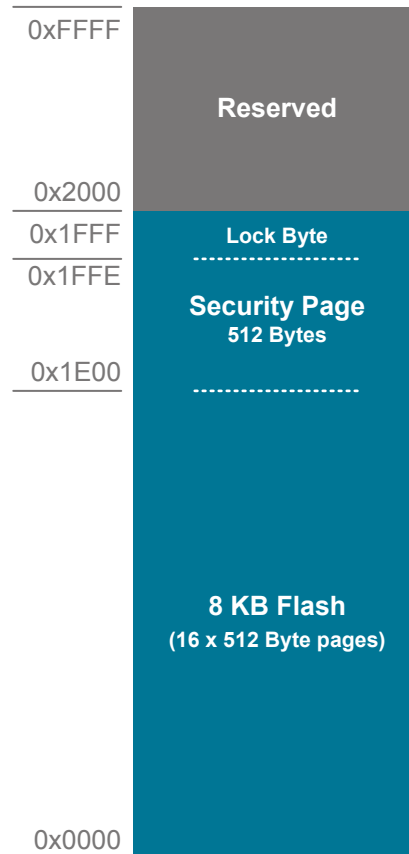 0xFFFF
Reserved
0x2000
0x1FFF
Lock Byte
0x1FFE
Security Page
512 Bytes
0x1E00
8 KB Flash
(16 x 512 Byte pages)
0x0000